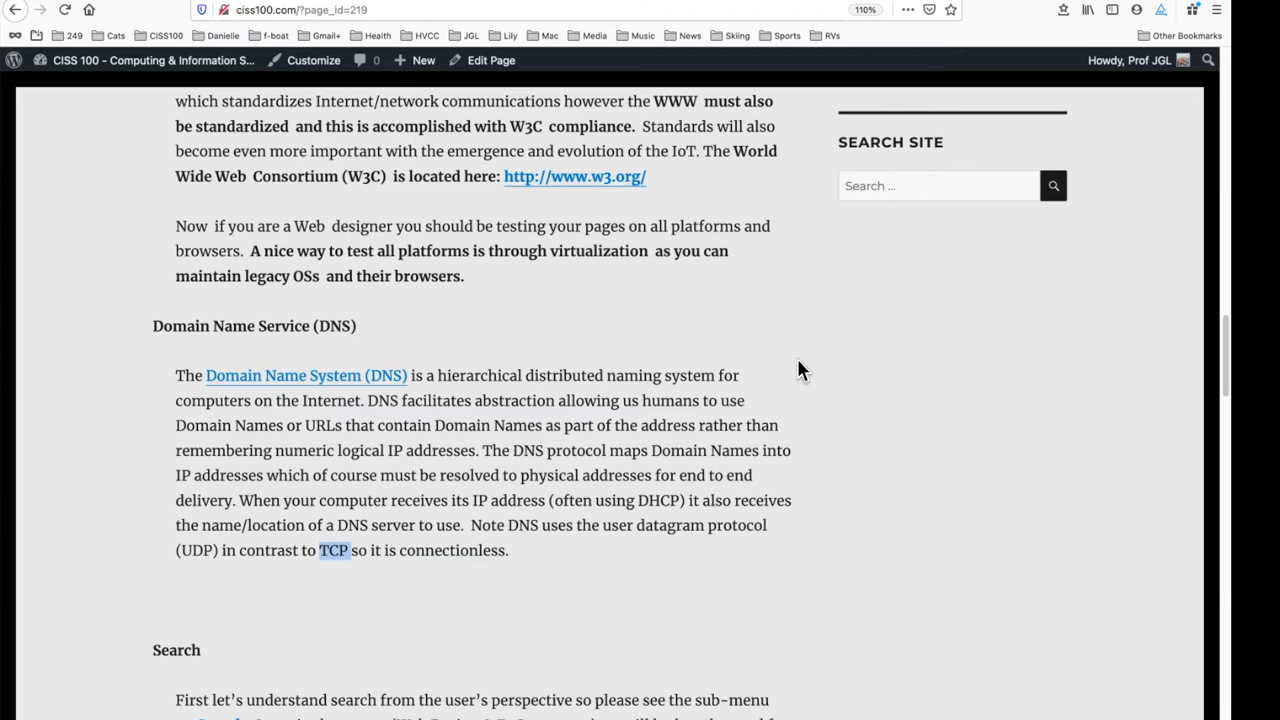 ciss100.com/?page_id=219
110%
249 Cats CISS100 Danielle f-boat Gmail+ Health HVCC JGL Lily Mac Media Music News Skiing Sports RVs Other Bookmarks
CISS 100 - Computing & Information S... Customize 0 New Edit Page Howdy, Prof JGL
which standardizes Internet/network communications however the WWW must also
be standardized and this is accomplished with W3C compliance. Standards will also
become even more important with the emergence and evolution of the IoT. The World
Wide Web Consortium (W3C) is located here: http://www.w3.org/
Now if you are a Web designer you should be testing your pages on all platforms and
browsers. A nice way to test all platforms is through virtualization as you can
maintain legacy OSs and their browsers.
Domain Name Service (DNS)
The Domain Name System (DNS) is a hierarchical distributed naming system for
computers on the Internet. DNS facilitates abstraction allowing us humans to use
Domain Names or URLs that contain Domain Names as part of the address rather than
remembering numeric logical IP addresses. The DNS protocol maps Domain Names into
IP addresses which of course must be resolved to physical addresses for end to end
delivery. When your computer receives its IP address (often using DHCP) it also receives
the name/location of a DNS server to use. Note DNS uses the user datagram protocol
(UDP) in contrast to TCP so it is connectionless.
Search
First let's understand search from the user's perspective so please see the sub-menu
SEARCH SITE
Search ...